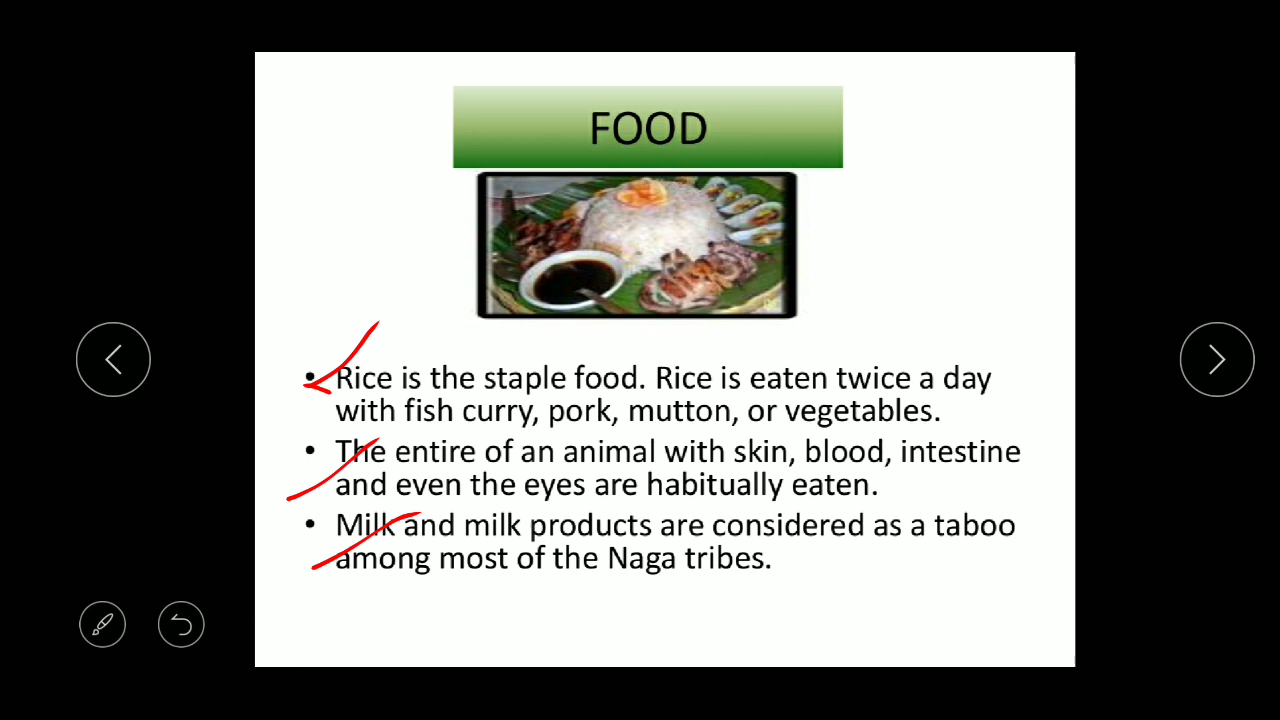 FOOD
• Rice is the staple food. Rice is eaten twice a day
with fish curry, pork, mutton, or vegetables.
• The entire of an animal with skin, blood, intestine
and even the eyes are habitually eaten.
• Milk and milk products are considered as a taboo
among most of the Naga tribes.